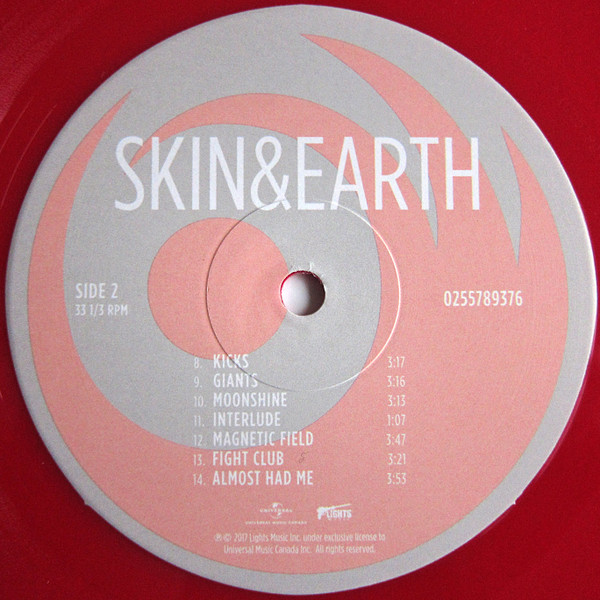 SKIN&EARTH
SIDE 2
33 1/3 RPM
0255789376
8. KICKS 3:17
9. GIANTS 3:16
10. MOONSHINE 3:13
11. INTERLUDE 1:07
12. MAGNETIC FIELD 3:47
13. FIGHT CLUB 3:21
14. ALMOST HAD ME 3:53
UNIVERSAL
UNIVERSAL MUSIC CANADA
LIGHTS
℗© 2017 Lights Music Inc. under exclusive license to
Universal Music Canada Inc. All rights reserved.